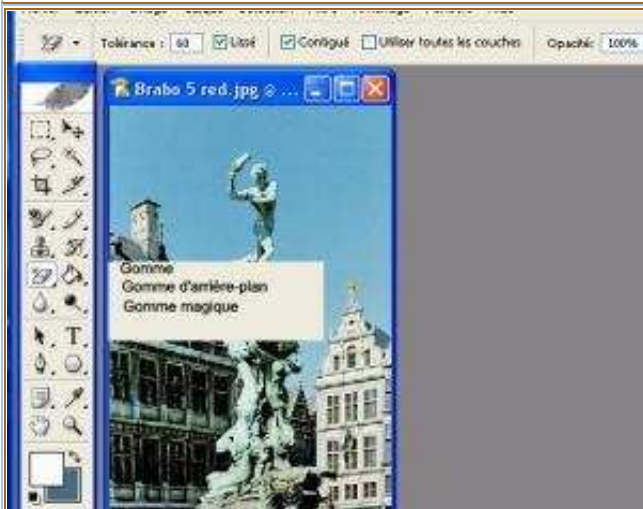 Tolérance : 60 Lissé Contiguë Utiliser toutes les couches Opacité: 100%
Brabo 5 red.jpg @ ...
Gomme
Gomme d'arrière-plan
Gomme magique